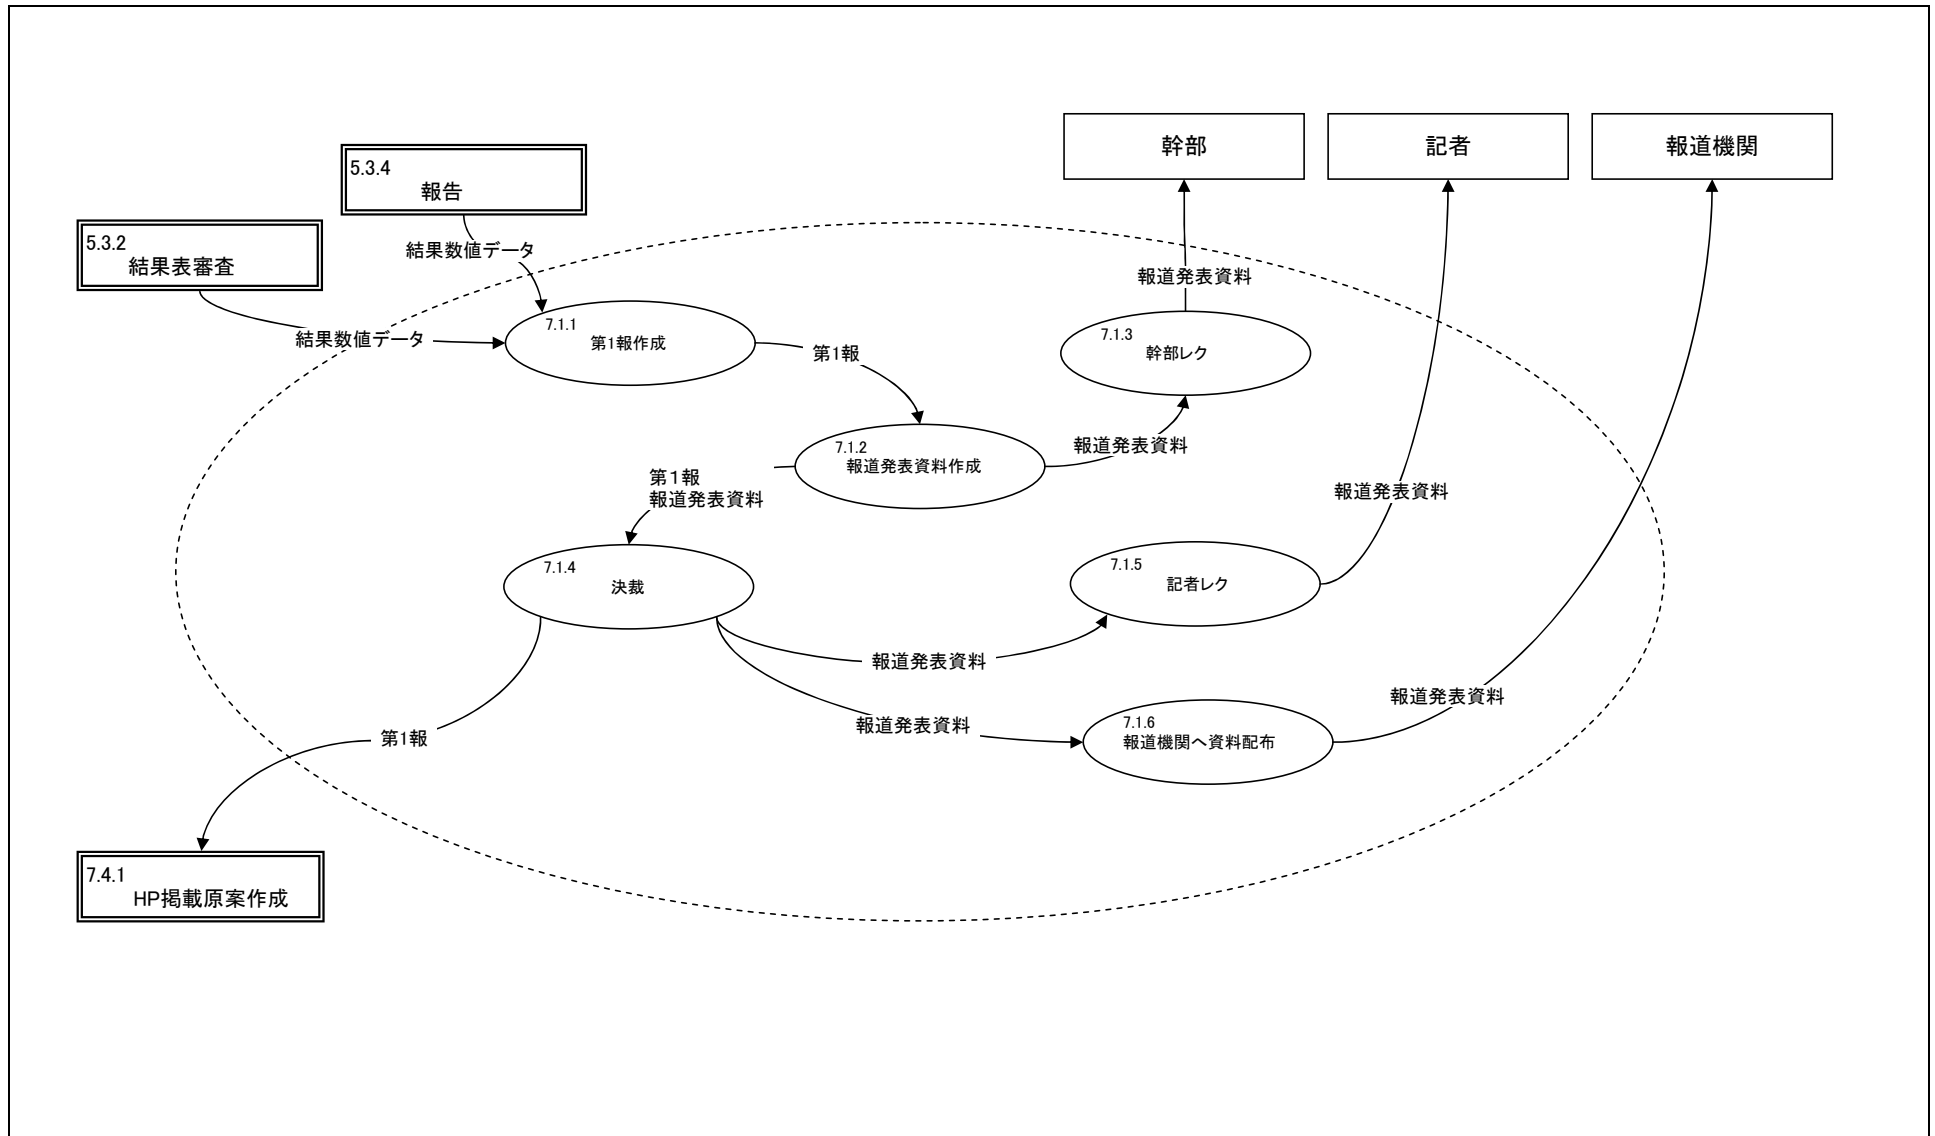 幹部
記者
報道機関
5.3.4
報告
5.3.2
結果表審査
結果数値データ
結果数値データ
報道発表資料
7.1.1
第1報作成
7.1.3
幹部レク
第1報
7.1.2
報道発表資料作成
報道発表資料
第１報
報道発表資料
報道発表資料
7.1.4
決裁
7.1.5
記者レク
報道発表資料
報道発表資料
報道発表資料
7.1.6
報道機関へ資料配布
第1報
7.4.1
HP掲載原案作成